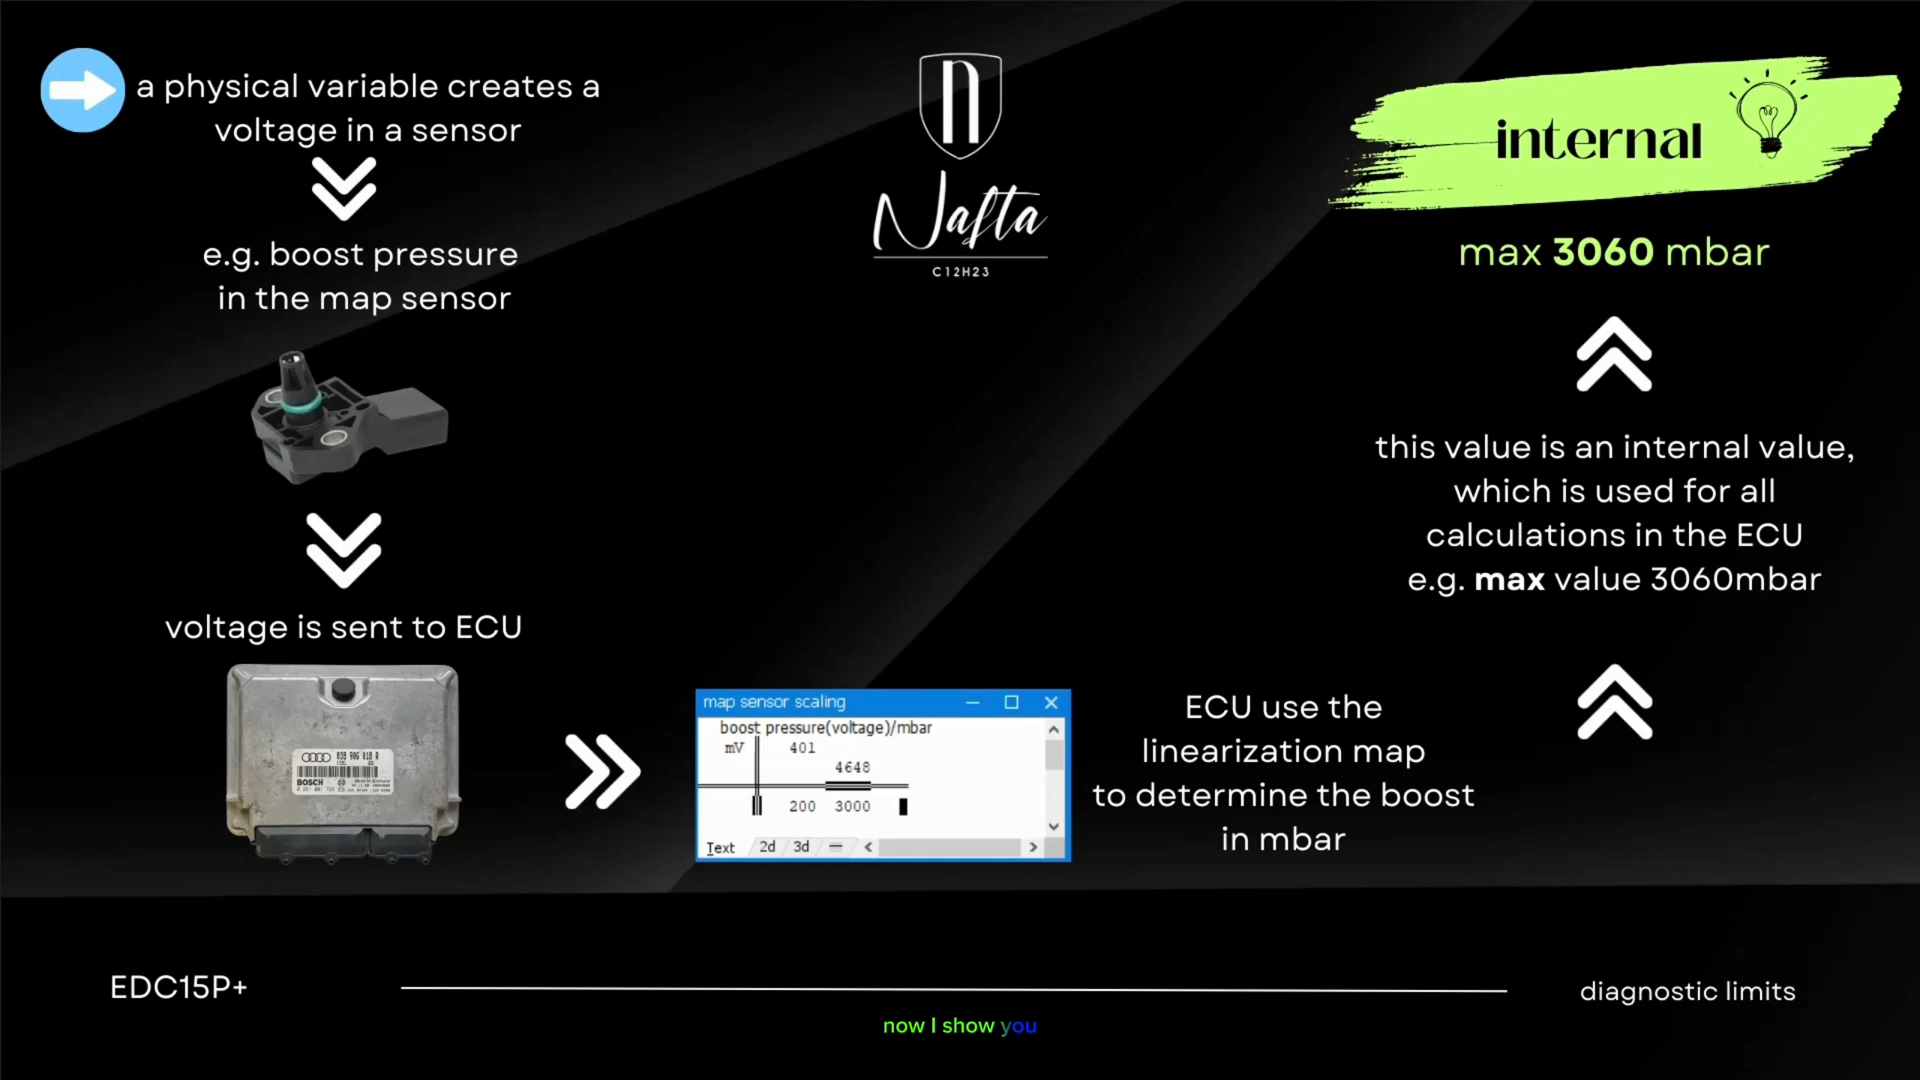 a physical variable creates a
voltage in a sensor
e.g. boost pressure
in the map sensor
voltage is sent to ECU
BOSCH
map sensor scaling
boost pressure(voltage)/mbar
mV 401
4648
200 3000
Text 2d 3d
ECU use the
linearization map
to determine the boost
in mbar
this value is an internal value,
which is used for all
calculations in the ECU
e.g. max value 3060mbar
max 3060 mbar
internal
n
Nafta
C12H23
EDC15P+
diagnostic limits
now I show you